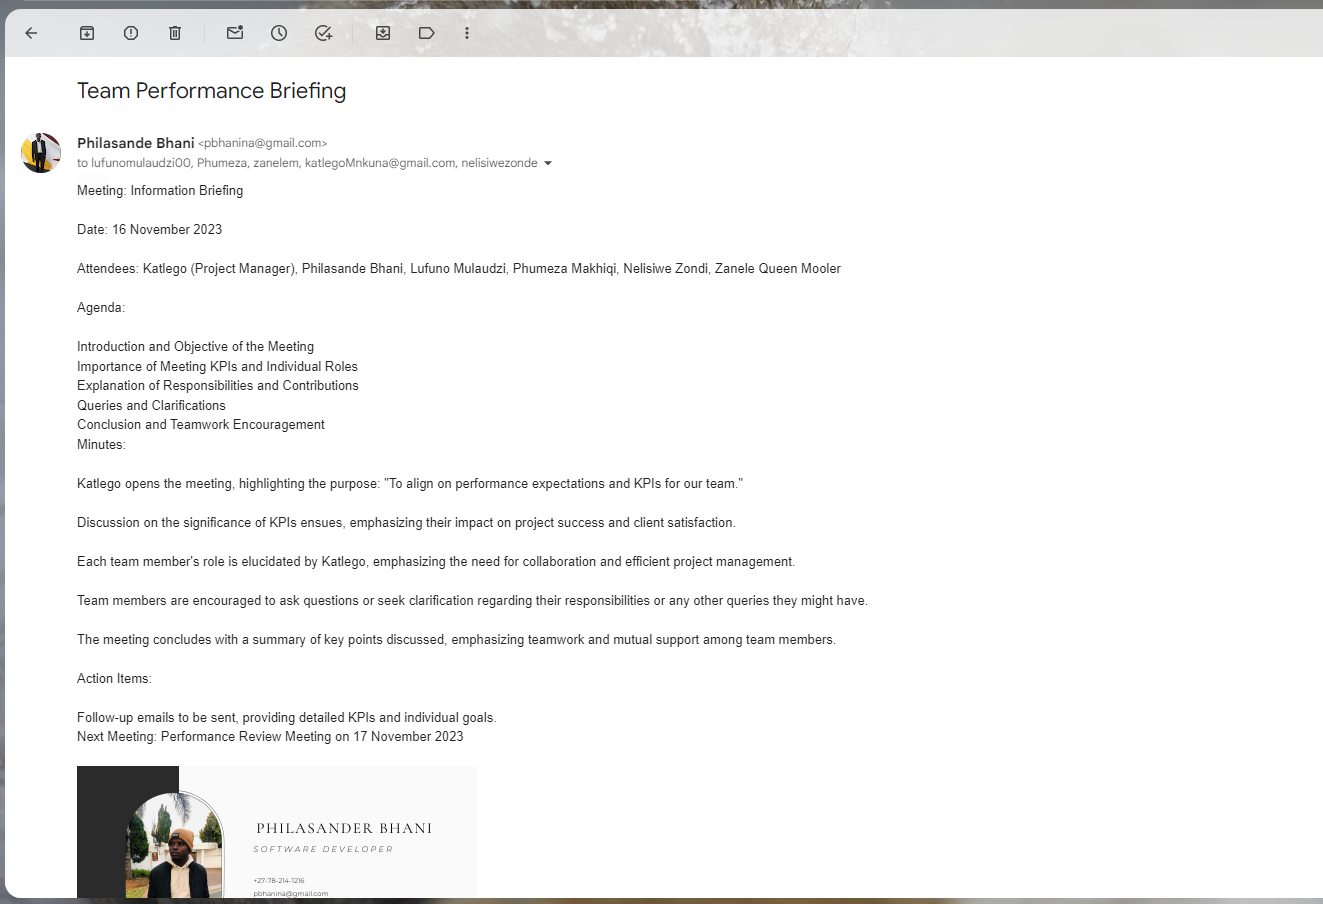 Team Performance Briefing
Philasande Bhani <pbhanina@gmail.com>
to lufunomulaudzi00, Phumeza, zanelem, katlegoMnkuna@gmail.com, nelisiwezonde
Meeting: Information Briefing
Date: 16 November 2023
Attendees: Katlego (Project Manager), Philasande Bhani, Lufuno Mulaudzi, Phumeza Makhiqi, Nelisiwe Zondi, Zanele Queen Mooler
Agenda:
Introduction and Objective of the Meeting
Importance of Meeting KPIs and Individual Roles
Explanation of Responsibilities and Contributions
Queries and Clarifications
Conclusion and Teamwork Encouragement
Minutes:
Katlego opens the meeting, highlighting the purpose: "To align on performance expectations and KPIs for our team."
Discussion on the significance of KPIs ensues, emphasizing their impact on project success and client satisfaction.
Each team member's role is elucidated by Katlego, emphasizing the need for collaboration and efficient project management.
Team members are encouraged to ask questions or seek clarification regarding their responsibilities or any other queries they might have.
The meeting concludes with a summary of key points discussed, emphasizing teamwork and mutual support among team members.
Action Items:
Follow-up emails to be sent, providing detailed KPIs and individual goals.
Next Meeting: Performance Review Meeting on 17 November 2023
PHILASANDER BHANI
SOFTWARE DEVELOPER
+27-78-214-1216
pbhanina@gmail.com